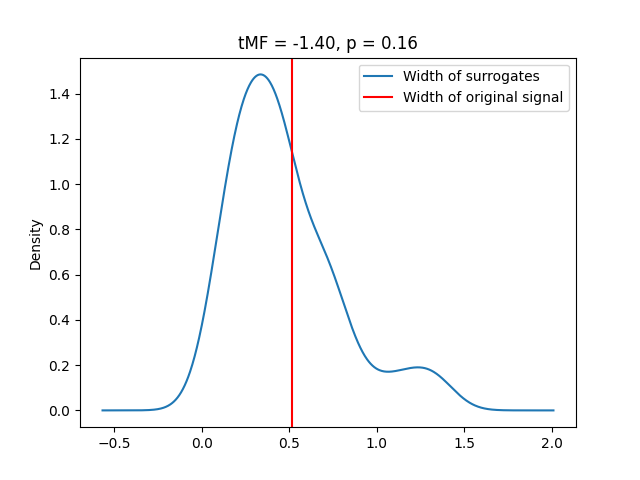 tMF = -1.40, p = 0.16
Width of surrogates
Width of original signal
Density
1.4
1.2
1.0
0.8
0.6
0.4
0.2
0.0
−0.5 0.0 0.5 1.0 1.5 2.0